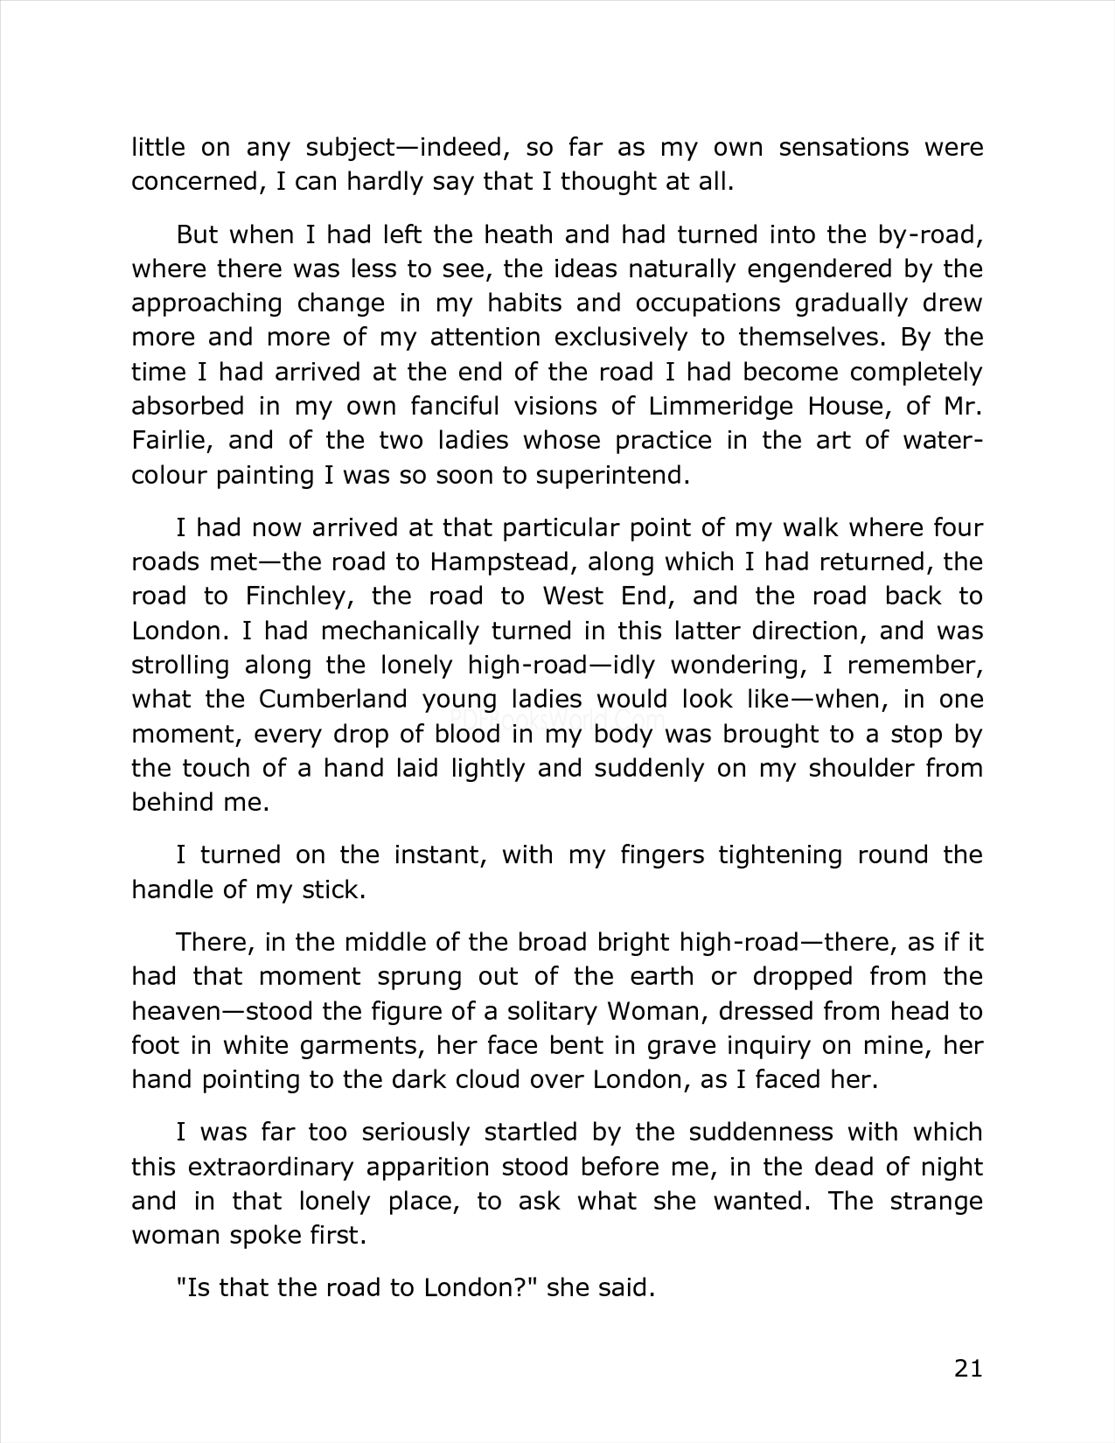 little on any subject—indeed, so far as my own sensations were
concerned, I can hardly say that I thought at all.
But when I had left the heath and had turned into the by-road,
where there was less to see, the ideas naturally engendered by the
approaching change in my habits and occupations gradually drew
more and more of my attention exclusively to themselves. By the
time I had arrived at the end of the road I had become completely
absorbed in my own fanciful visions of Limmeridge House, of Mr.
Fairlie, and of the two ladies whose practice in the art of water-
colour painting I was so soon to superintend.
I had now arrived at that particular point of my walk where four
roads met—the road to Hampstead, along which I had returned, the
road to Finchley, the road to West End, and the road back to
London. I had mechanically turned in this latter direction, and was
strolling along the lonely high-road—idly wondering, I remember,
what the Cumberland young ladies would look like—when, in one
PDFBooksWorld.Com
moment, every drop of blood in my body was brought to a stop by
the touch of a hand laid lightly and suddenly on my shoulder from
behind me.
I turned on the instant, with my fingers tightening round the
handle of my stick.
There, in the middle of the broad bright high-road—there, as if it
had that moment sprung out of the earth or dropped from the
heaven—stood the figure of a solitary Woman, dressed from head to
foot in white garments, her face bent in grave inquiry on mine, her
hand pointing to the dark cloud over London, as I faced her.
I was far too seriously startled by the suddenness with which
this extraordinary apparition stood before me, in the dead of night
and in that lonely place, to ask what she wanted. The strange
woman spoke first.
"Is that the road to London?" she said.
21